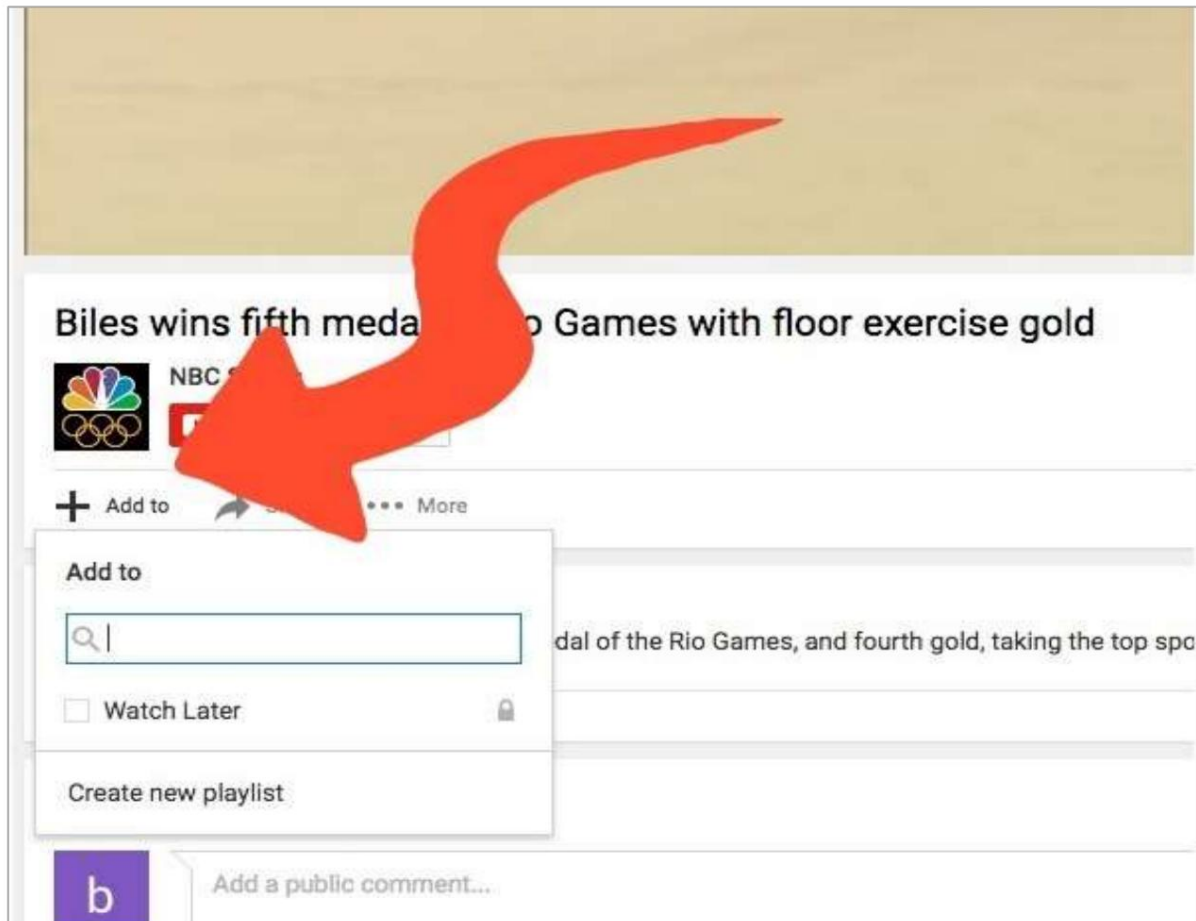 Biles wins fifth meda Games with floor exercise gold
NBC
Add to More
Add to
Watch Later
Create new playlist
dal of the Rio Games, and fourth gold, taking the top spo
b
Add a public comment...